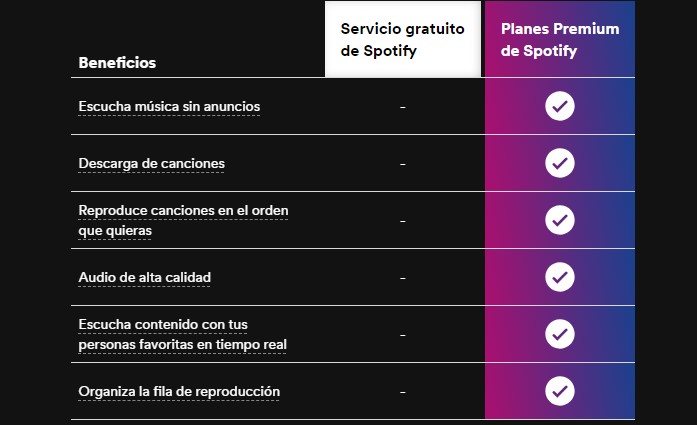 Beneficios
Servicio gratuito
de Spotify
Planes Premium
de Spotify
Escucha música sin anuncios
-
Descarga de canciones
-
Reproduce canciones en el orden
que quieras
-
Audio de alta calidad
-
Escucha contenido con tus
personas favoritas en tiempo real
-
Organiza la fila de reproducción
-